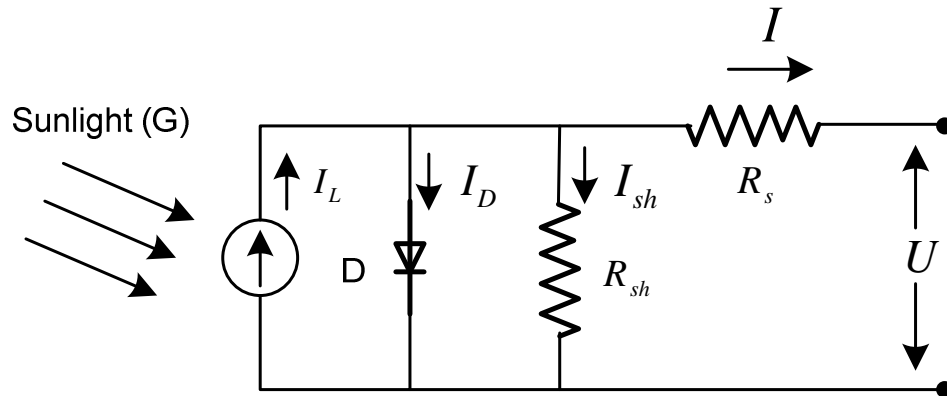 I
Sunlight (G)
I_L
I_D
I_sh
R_s
D
R_sh
U